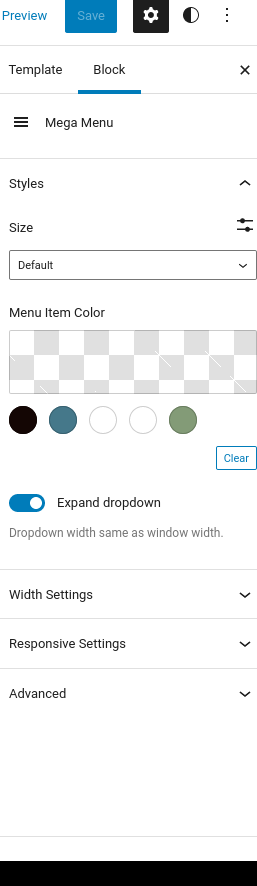 Preview
Save
Template
Block
Mega Menu
Styles
Size
Default
Menu Item Color
Clear
Expand dropdown
Dropdown width same as window width.
Width Settings
Responsive Settings
Advanced